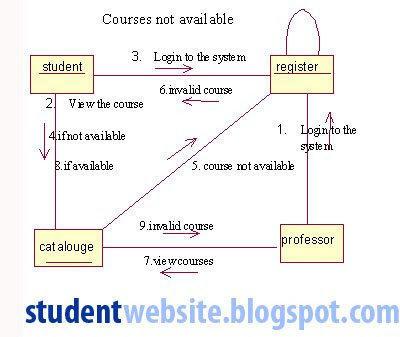 Courses not available
3. Login to the system
student
register
6.invalid course
2. View the course
1. Login to the
system
4.if not available
8.if available
5. course not available
9.invalid course
catalouge
professor
7.view courses
studentwebsite.blogspot.com